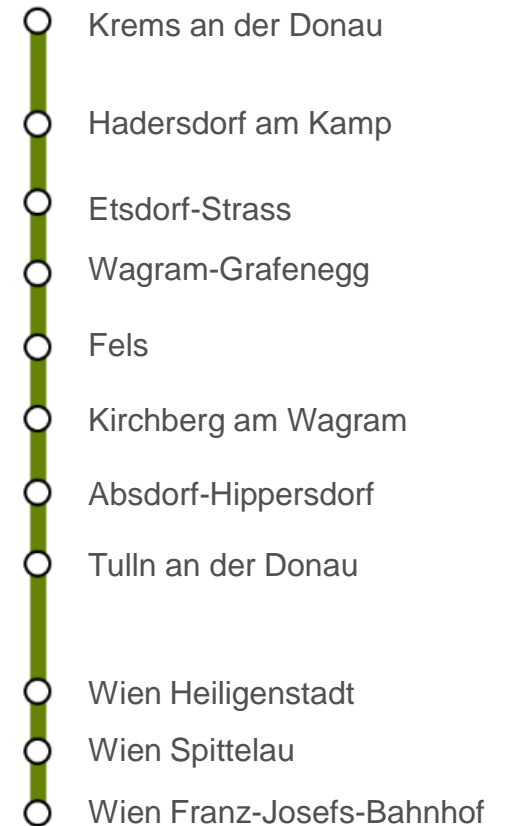 Krems an der Donau
Hadersdorf am Kamp
Etsdorf-Strass
Wagram-Grafenegg
Fels
Kirchberg am Wagram
Absdorf-Hippersdorf
Tulln an der Donau
Wien Heiligenstadt
Wien Spittelau
Wien Franz-Josefs-Bahnhof